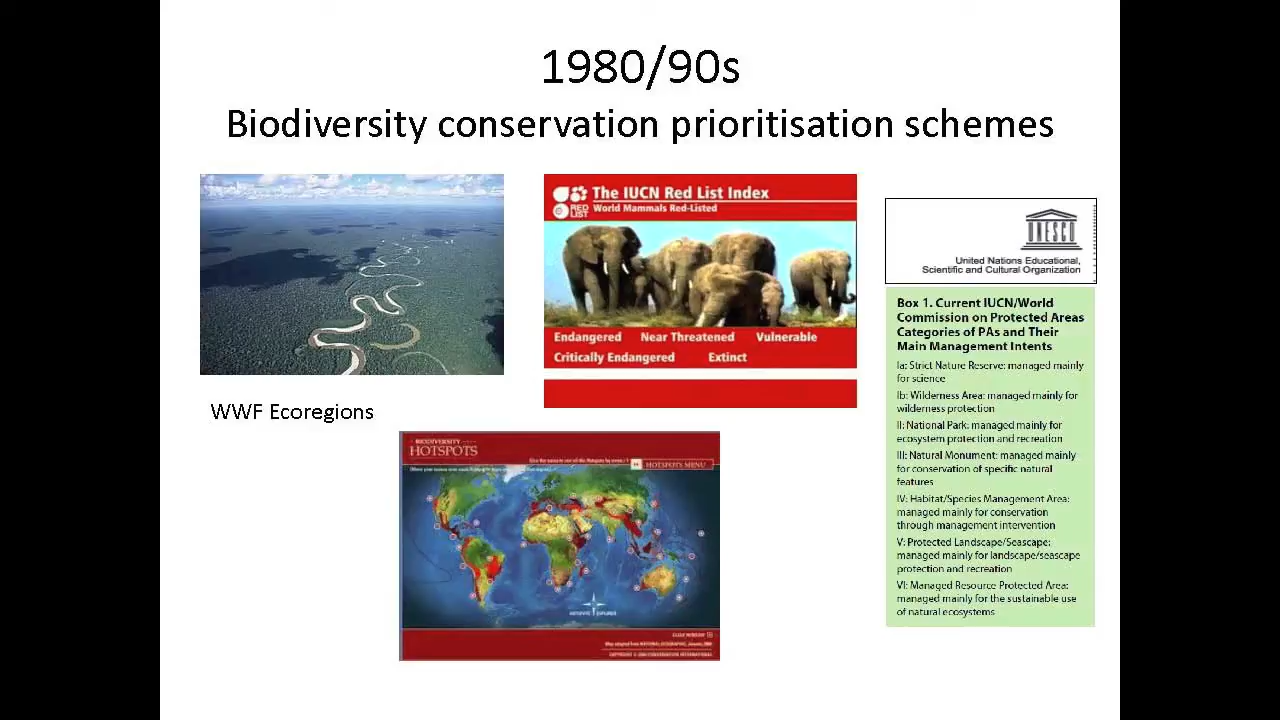 1980/90s
Biodiversity conservation prioritisation schemes
WWF Ecoregions
The IUCN Red List Index
World Mammals Red-Listed
RED
LIST
Endangered Near Threatened Vulnerable
Critically Endangered Extinct
BIODIVERSITY
HOTSPOTS
HOTSPOTS MENU
UNESCO
United Nations Educational,
Scientific and Cultural Organization
Box 1. Current IUCN/World
Commission on Protected Areas
Categories of PAs and Their
Main Management Intents
Ia: Strict Nature Reserve: managed mainly
for science
Ib: Wilderness Area: managed mainly for
wilderness protection
II: National Park: managed mainly for
ecosystem protection and recreation
III: Natural Monument: managed mainly
for conservation of specific natural
features
IV: Habitat/Species Management Area:
managed mainly for conservation
through management intervention
V: Protected Landscape/Seascape:
managed mainly for landscape/seascape
protection and recreation
VI: Managed Resource Protected Area:
managed mainly for the sustainable use
of natural ecosystems